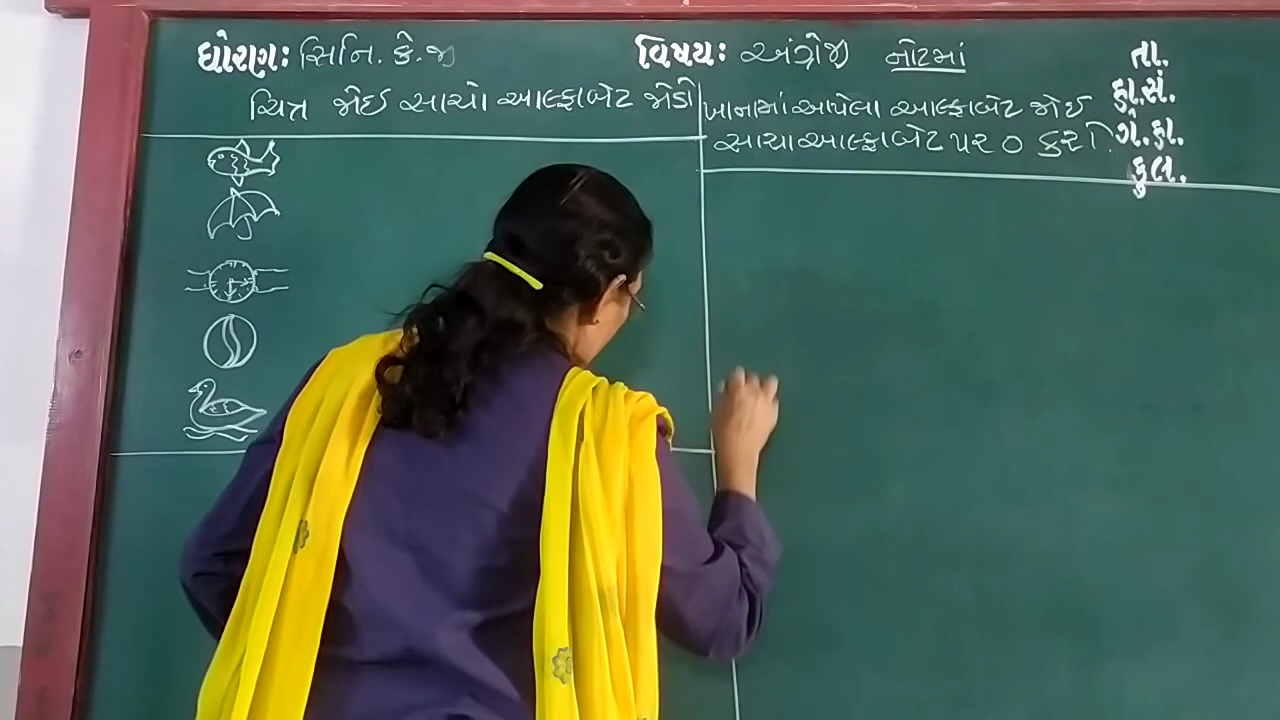 ધોરણ: સિનિ. કે.જી
વિષય: અંગ્રેજી નોટમાં
ચિત્ર જોઈ સાચો આલ્ફાબેટ જોડો
ખાનામાં આપેલા આલ્ફાબેટ જોઈ
સાચા આલ્ફાબેટ પર ૦ કરો.
તા.
હા.સં.
ગે.હા.
કુલ.